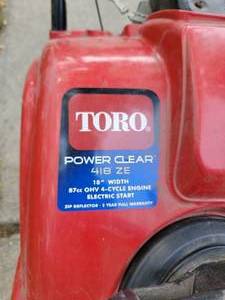 TORO
POWER CLEAR
418 ZE
18" WIDTH
87cc OHV 4-CYCLE ENGINE
ELECTRIC START
ZIP DEFLECTOR · 2 YEAR FULL WARRANTY